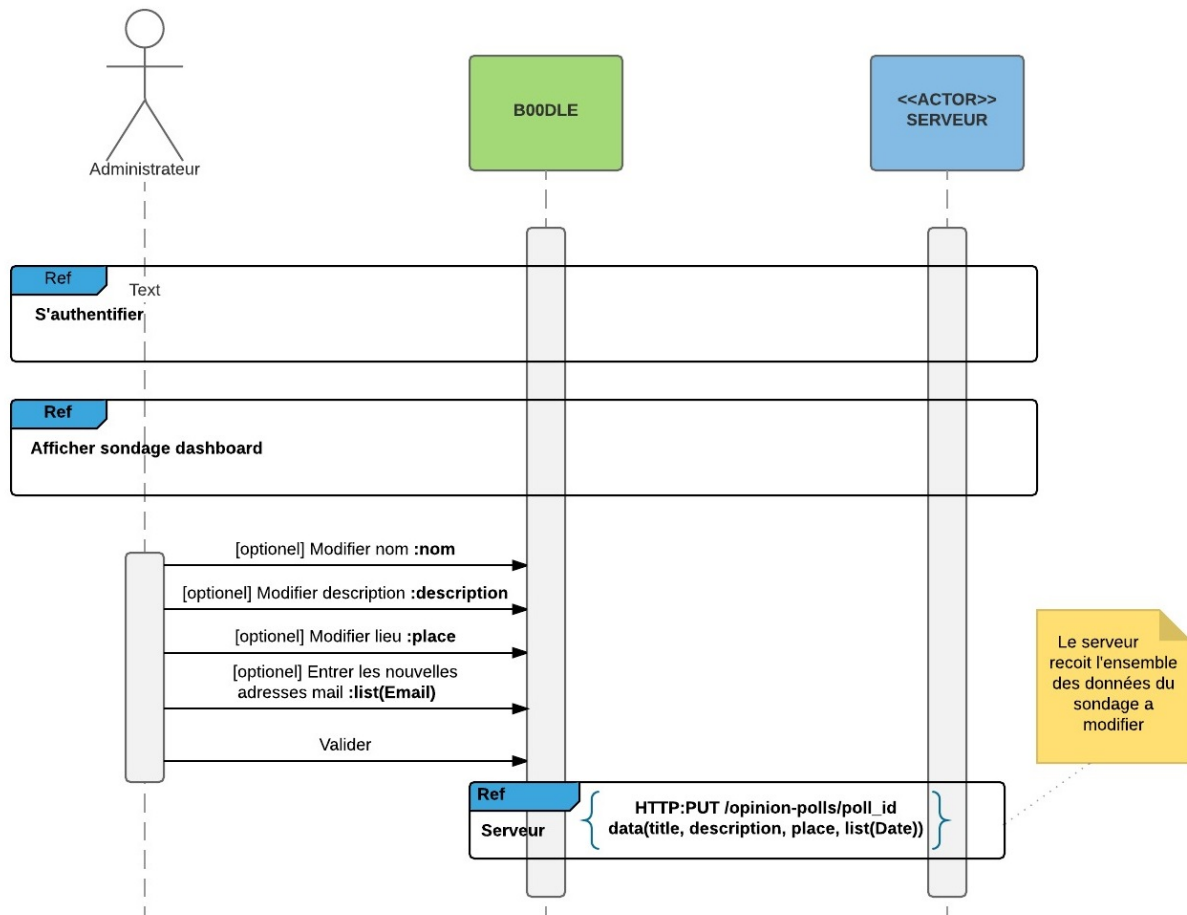 Administrateur
B00DLE
<<ACTOR>>
SERVEUR
Ref
Text
S'authentifier
Ref
Afficher sondage dashboard
[optionel] Modifier nom :nom
[optionel] Modifier description :description
[optionel] Modifier lieu :place
[optionel] Entrer les nouvelles
adresses mail :list(Email)
Valider
Le serveur
recoit l'ensemble
des données du
sondage a
modifier
Ref
Serveur
HTTP:PUT /opinion-polls/poll_id
data(title, description, place, list(Date))